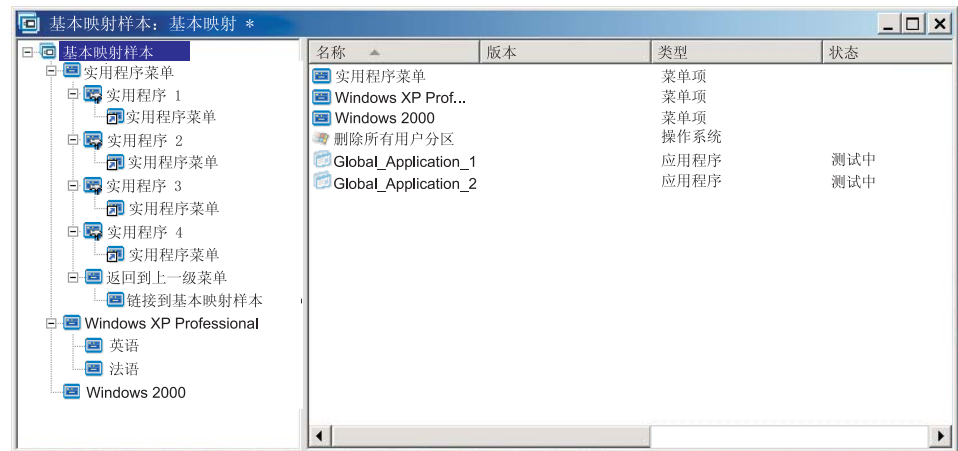 基本映射样本: 基本映射 *
基本映射样本
实用程序菜单
实用程序 1
实用程序菜单
实用程序 2
实用程序菜单
实用程序 3
实用程序菜单
实用程序 4
实用程序菜单
返回到上一级菜单
链接到基本映射样本
Windows XP Professional
英语
法语
Windows 2000
名称 版本 类型 状态
实用程序菜单 菜单项
Windows XP Prof... 菜单项
Windows 2000 菜单项
删除所有用户分区 操作系统
Global_Application_1 应用程序 测试中
Global_Application_2 应用程序 测试中